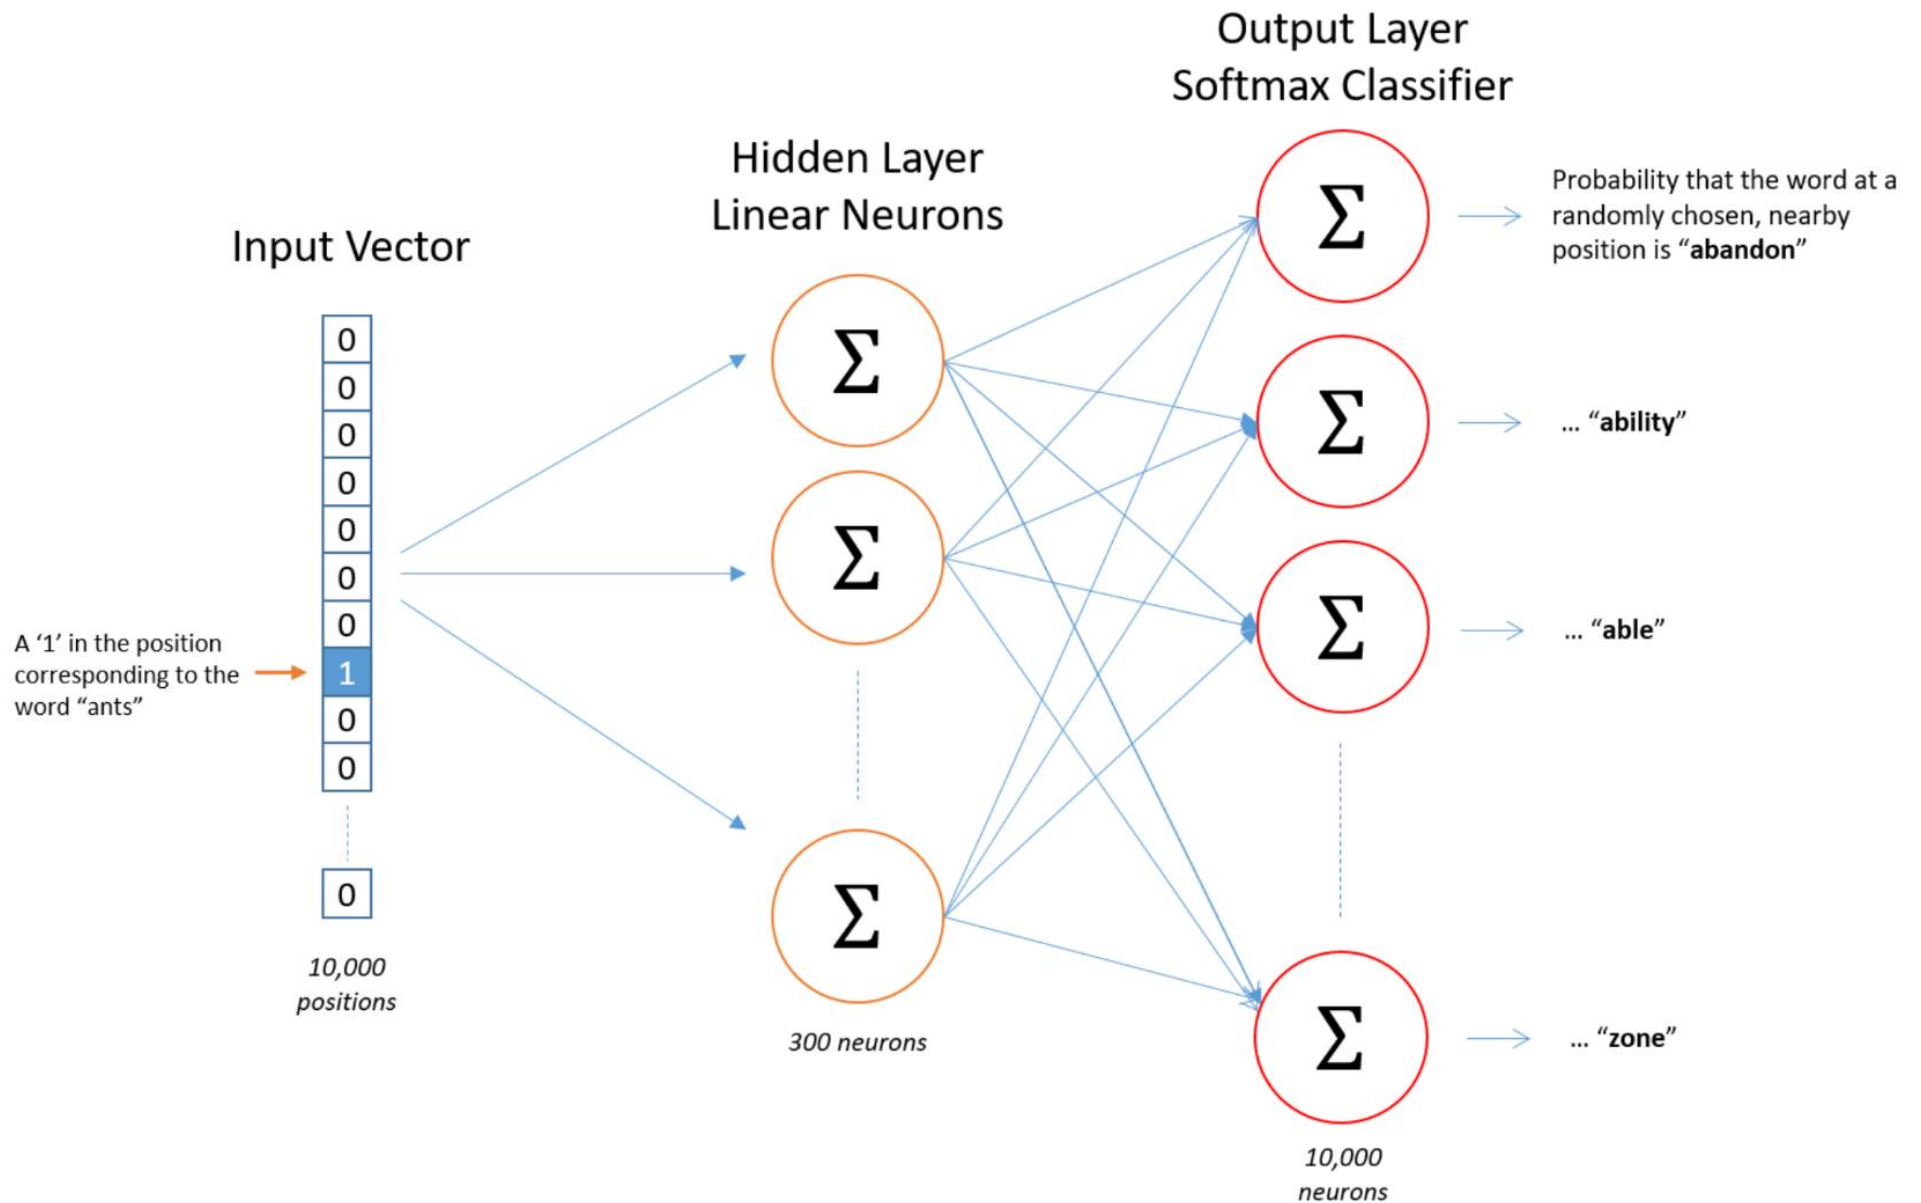 Output Layer
Softmax Classifier
Hidden Layer
Linear Neurons
Input Vector
0
0
0
0
0
0
0
1
0
0
0
A ‘1’ in the position
corresponding to the
word “ants”
10,000
positions
Σ
Σ
Σ
300 neurons
Σ
Σ
Σ
Σ
10,000
neurons
Probability that the word at a
randomly chosen, nearby
position is “abandon”
... “ability”
... “able”
... “zone”